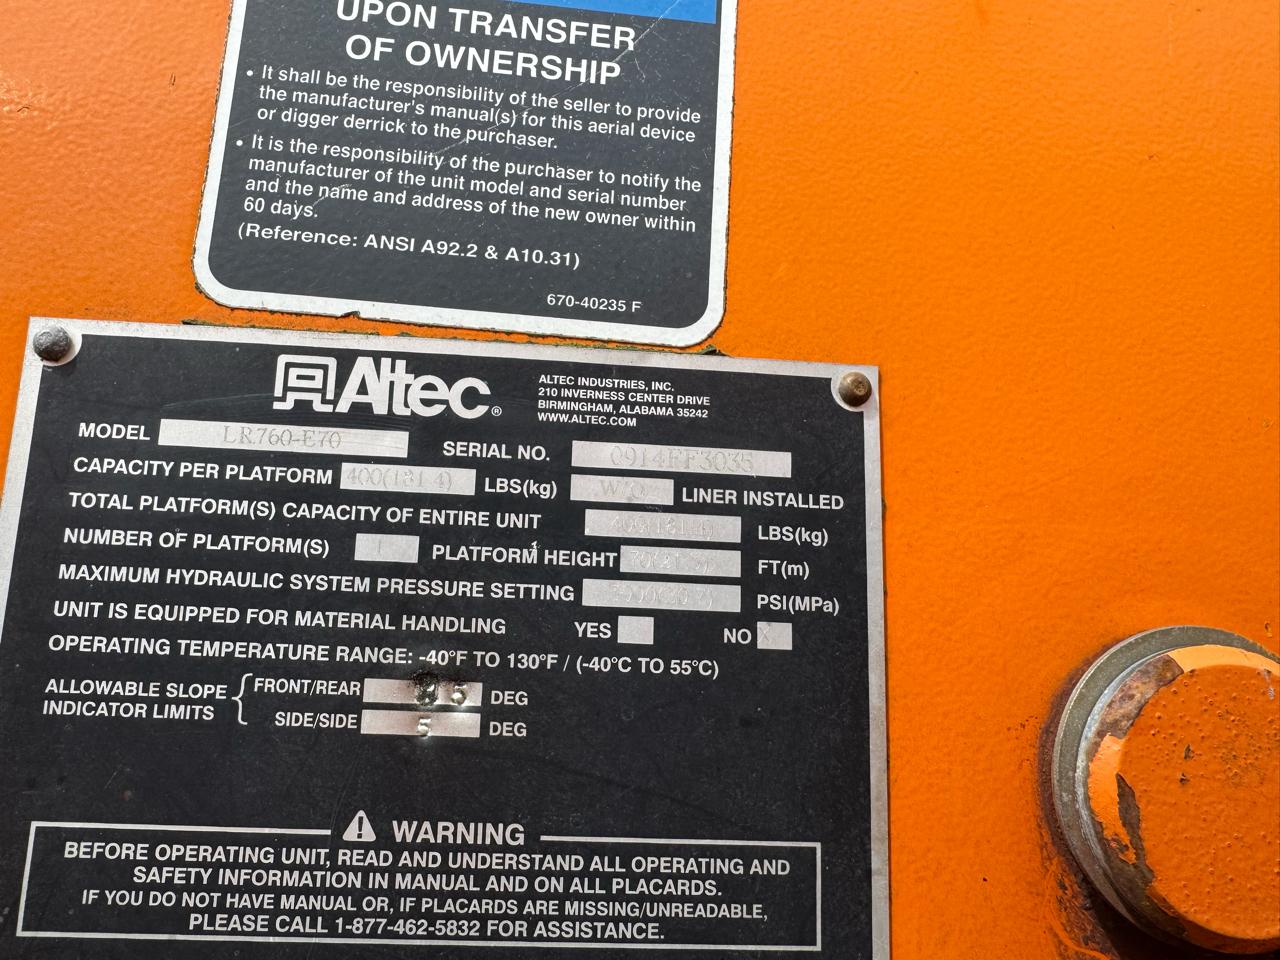 UPON TRANSFER
OF OWNERSHIP
• It shall be the responsibility of the seller to provide
the manufacturer's manual(s) for this aerial device
or digger derrick to the purchaser.
• It is the responsibility of the purchaser to notify the
manufacturer of the unit model and serial number
and the name and address of the new owner within
60 days.
(Reference: ANSI A92.2 & A10.31)
670-40235 F
Altec®
ALTEC INDUSTRIES, INC.
210 INVERNESS CENTER DRIVE
BIRMINGHAM, ALABAMA 35242
WWW.ALTEC.COM
MODEL LR760-E70 SERIAL NO. 0914FF3035
CAPACITY PER PLATFORM 400(181.4) LBS(kg) W/O LINER INSTALLED
TOTAL PLATFORM(S) CAPACITY OF ENTIRE UNIT 400(181.4) LBS(kg)
NUMBER OF PLATFORM(S) 1 PLATFORM HEIGHT FT(m)
MAXIMUM HYDRAULIC SYSTEM PRESSURE SETTING PSI(MPa)
UNIT IS EQUIPPED FOR MATERIAL HANDLING YES NO X
OPERATING TEMPERATURE RANGE: -40°F TO 130°F / (-40°C TO 55°C)
ALLOWABLE SLOPE INDICATOR LIMITS
FRONT/REAR 5 DEG
SIDE/SIDE 5 DEG
WARNING
BEFORE OPERATING UNIT, READ AND UNDERSTAND ALL OPERATING AND
SAFETY INFORMATION IN MANUAL AND ON ALL PLACARDS.
IF YOU DO NOT HAVE MANUAL OR, IF PLACARDS ARE MISSING/UNREADABLE,
PLEASE CALL 1-877-462-5832 FOR ASSISTANCE.